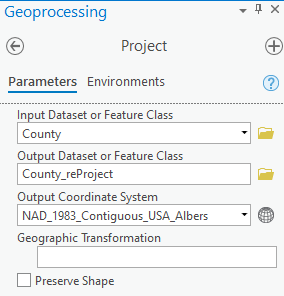 Geoprocessing
Project
Parameters Environments
Input Dataset or Feature Class
County
Output Dataset or Feature Class
County_reProject
Output Coordinate System
NAD_1983_Contiguous_USA_Albers
Geographic Transformation
Preserve Shape